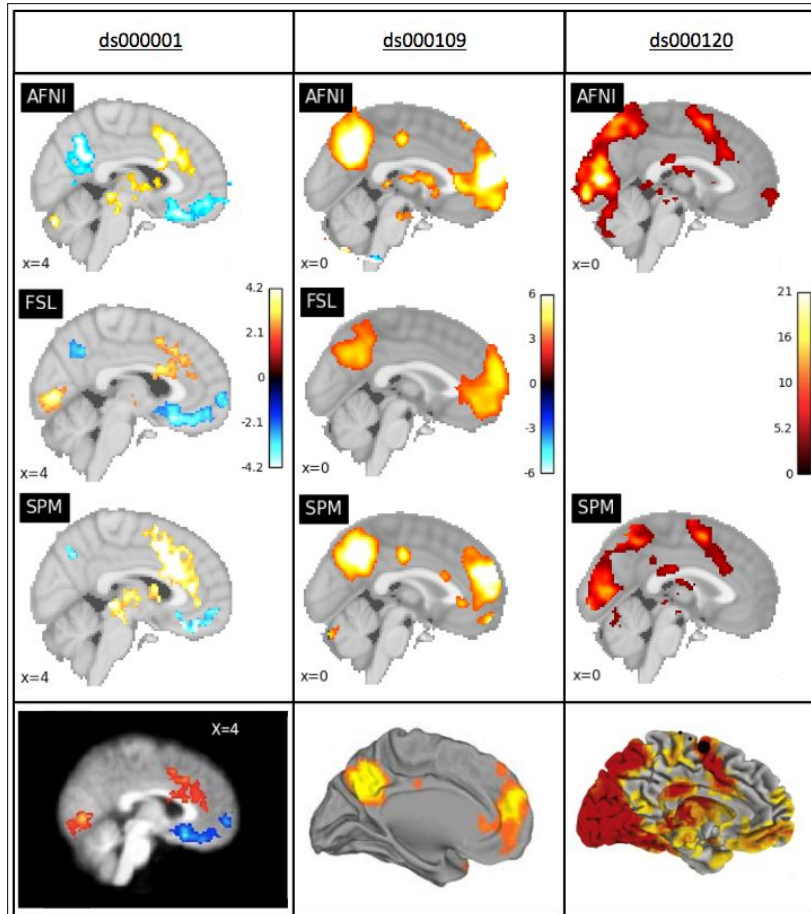 ds000001 ds000109 ds000120
AFNI AFNI AFNI
x=4 x=0 x=0
FSL 4.2 FSL 6 21
2.1 3 16
0 0 10
-2.1 -3 5.2
x=4 -4.2 x=0 -6 0
SPM SPM SPM
x=4 x=0 x=0
X=4